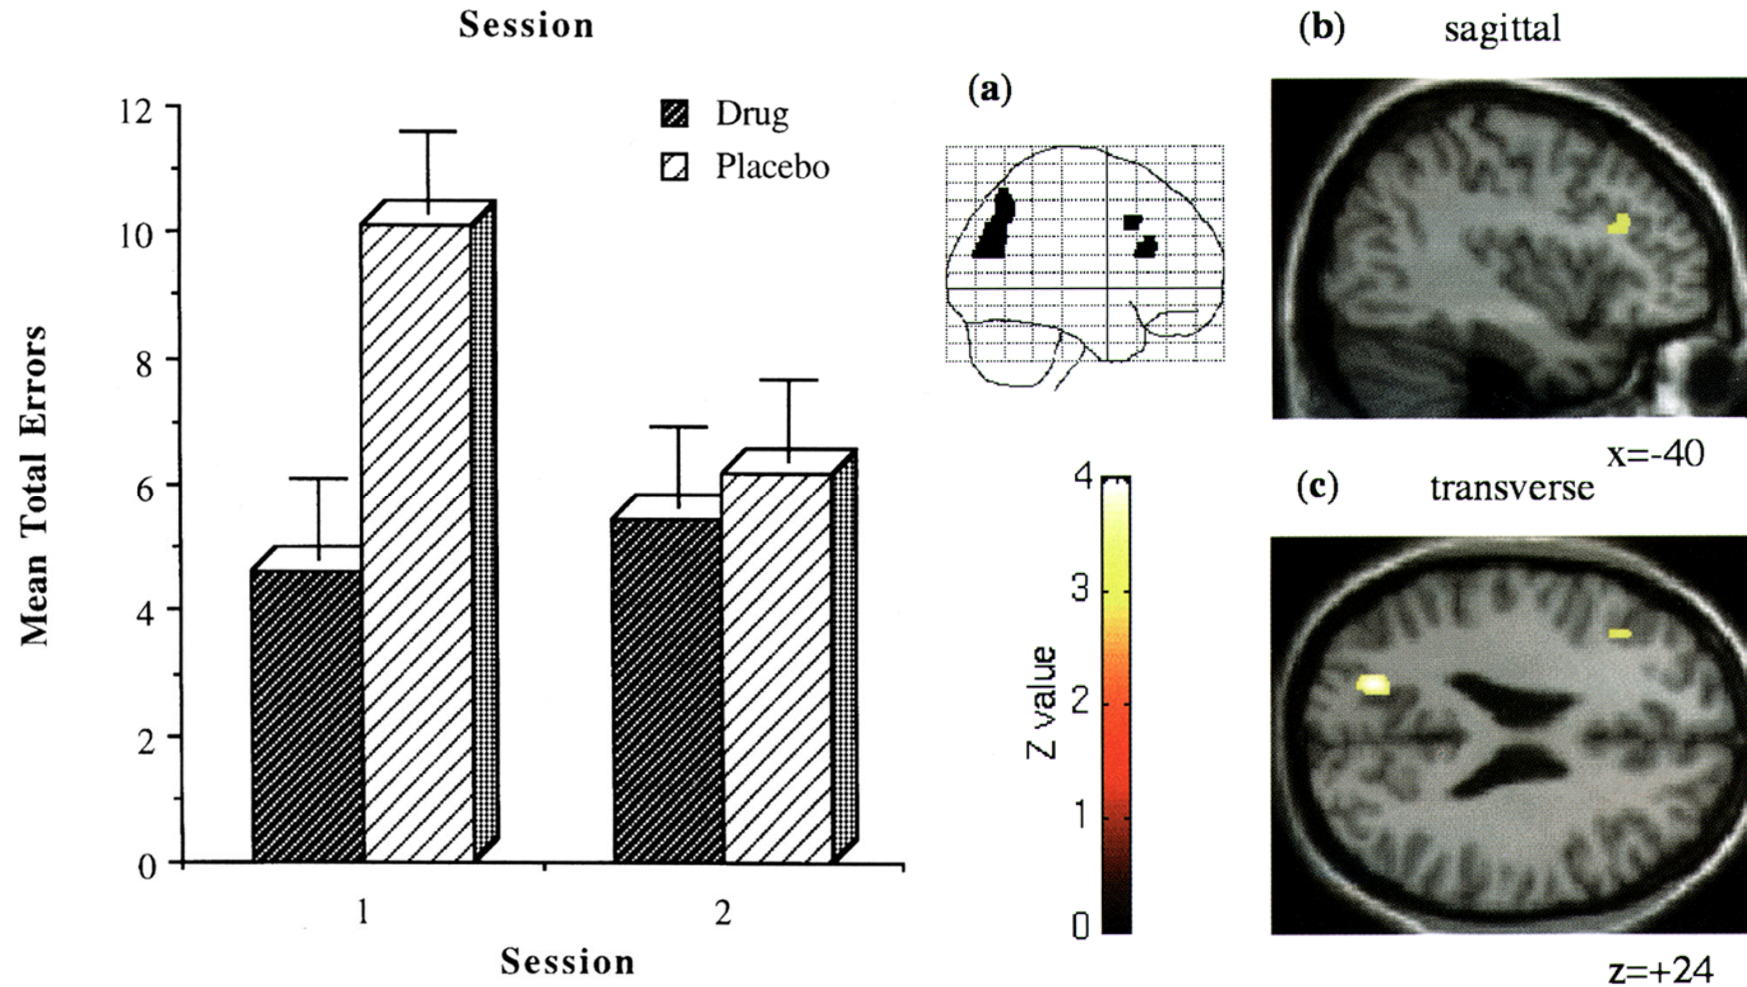 Session
12
10
8
6
4
2
0
Mean Total Errors
Drug
Placebo
1
2
Session
(a)
4
3
2
1
0
Z value
(b)
sagittal
x=-40
(c)
transverse
z=+24